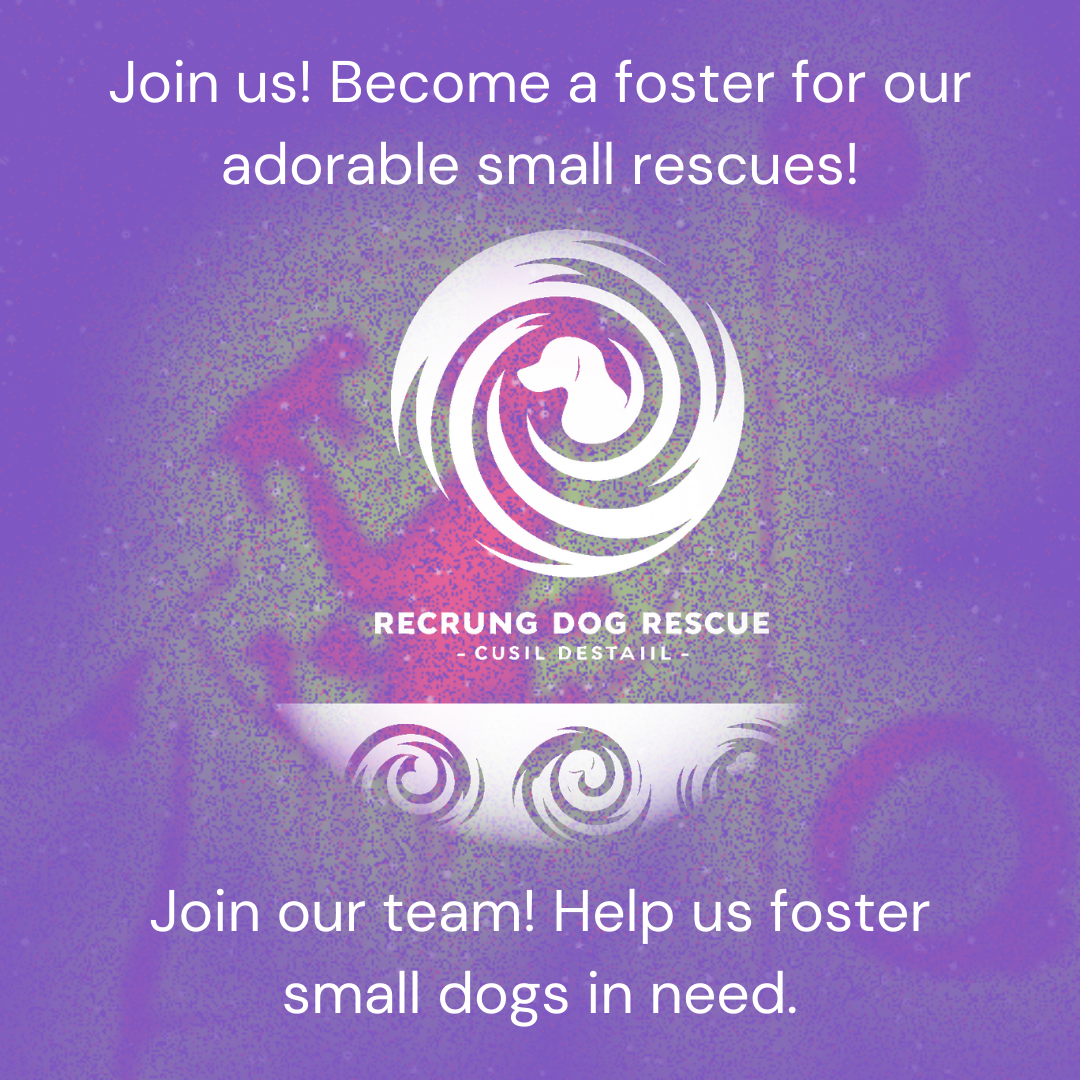 Join us! Become a foster for our
adorable small rescues!
RECRUNG DOG RESCUE
- CUSIL DESTAIIL -
Join our team! Help us foster
small dogs in need.